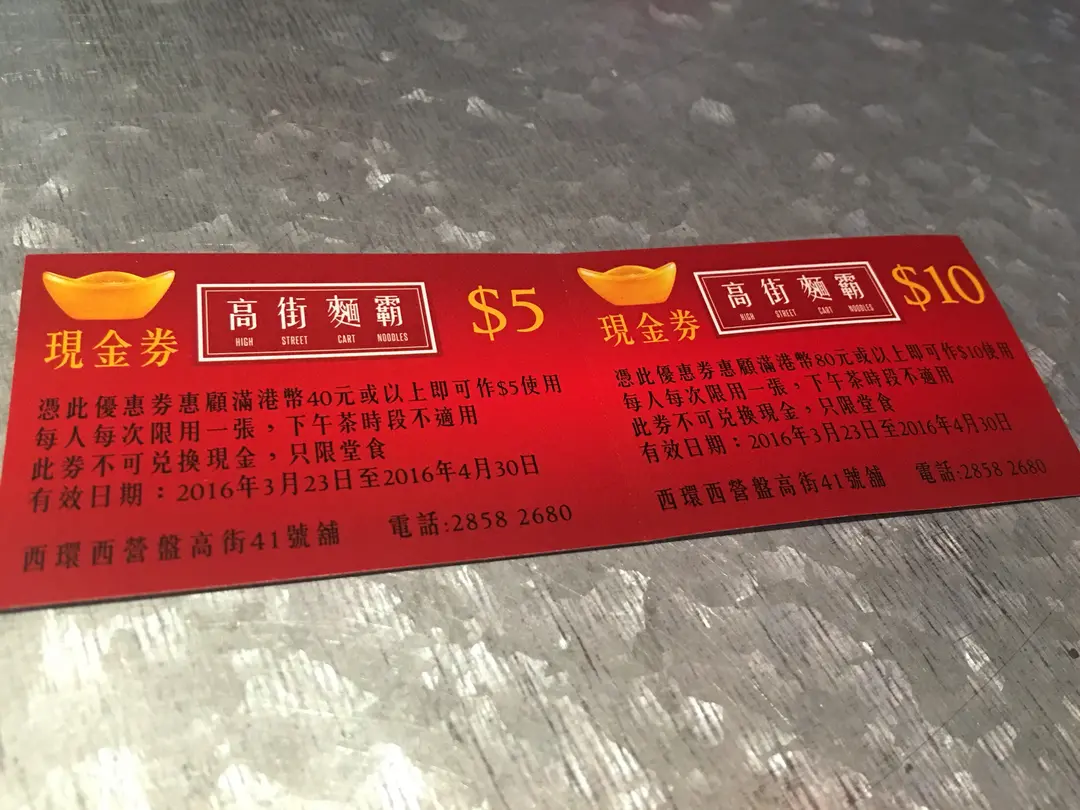 現金券
高街麵霸
HIGH STREET CART NOODLES
$5
憑此優惠券惠顧滿港幣40元或以上即可作$5使用
每人每次限用一張，下午茶時段不適用
此券不可兌換現金，只限堂食
有效日期：2016年3月23日至2016年4月30日
西環西營盤高街41號舖 電話:2858 2680
現金券
高街麵霸
HIGH STREET CART NOODLES
$10
憑此優惠券惠顧滿港幣80元或以上即可作$10使用
每人每次限用一張，下午茶時段不適用
此券不可兌換現金，只限堂食
有效日期：2016年3月23日至2016年4月30日
西環西營盤高街41號舖 電話:2858 2680